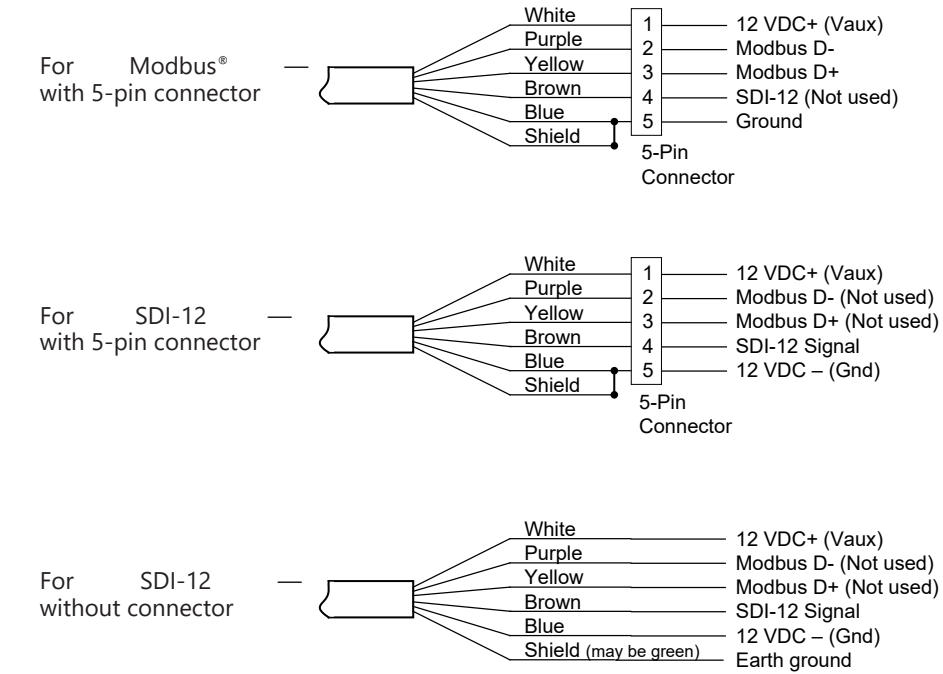 For Modbus® —
with 5-pin connector
White 1 12 VDC+ (Vaux)
Purple 2 Modbus D-
Yellow 3 Modbus D+
Brown 4 SDI-12 (Not used)
Blue 5 Ground
Shield
5-Pin
Connector
For SDI-12 —
with 5-pin connector
White 1 12 VDC+ (Vaux)
Purple 2 Modbus D- (Not used)
Yellow 3 Modbus D+ (Not used)
Brown 4 SDI-12 Signal
Blue 5 12 VDC – (Gnd)
Shield
5-Pin
Connector
For SDI-12 —
without connector
White 12 VDC+ (Vaux)
Purple Modbus D- (Not used)
Yellow Modbus D+ (Not used)
Brown SDI-12 Signal
Blue 12 VDC – (Gnd)
Shield (may be green) Earth ground